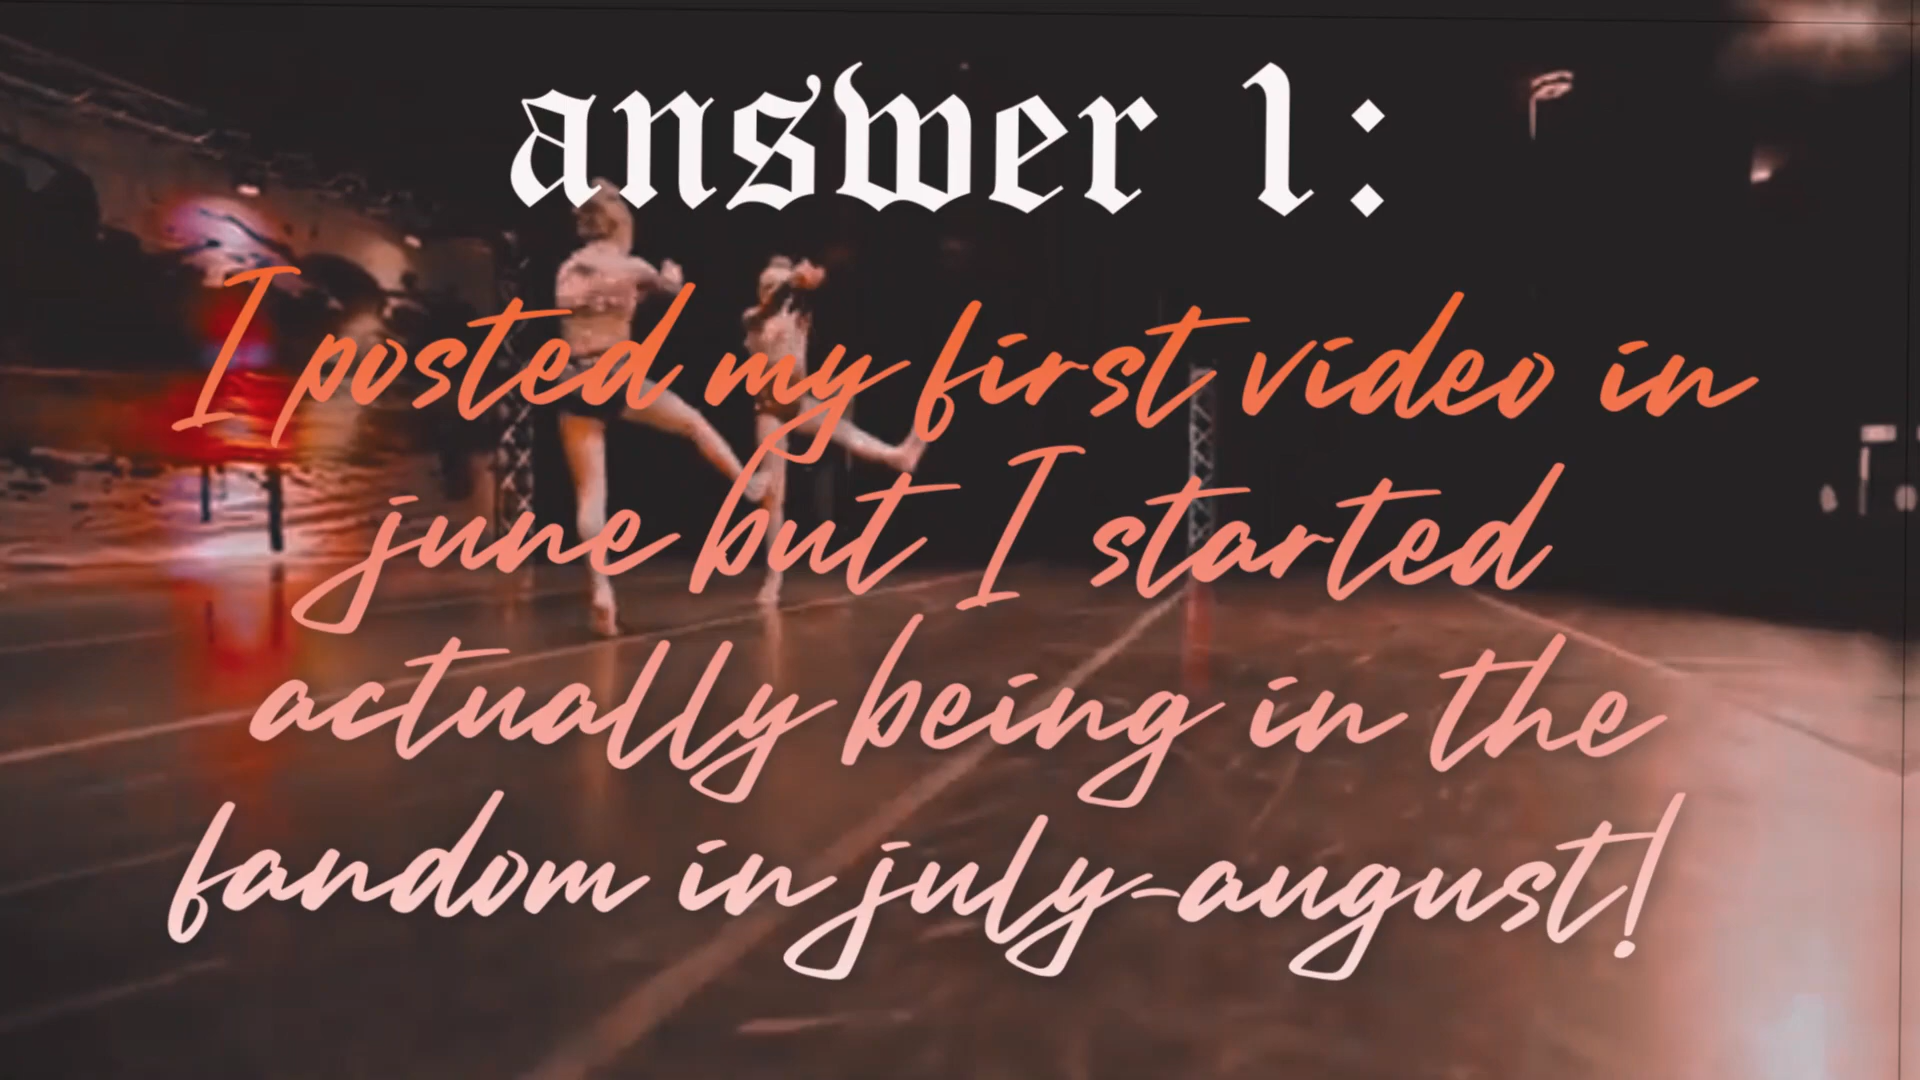 answer 1:
I posted my first video in
june but I started
actually being in the
fandom in july-august!